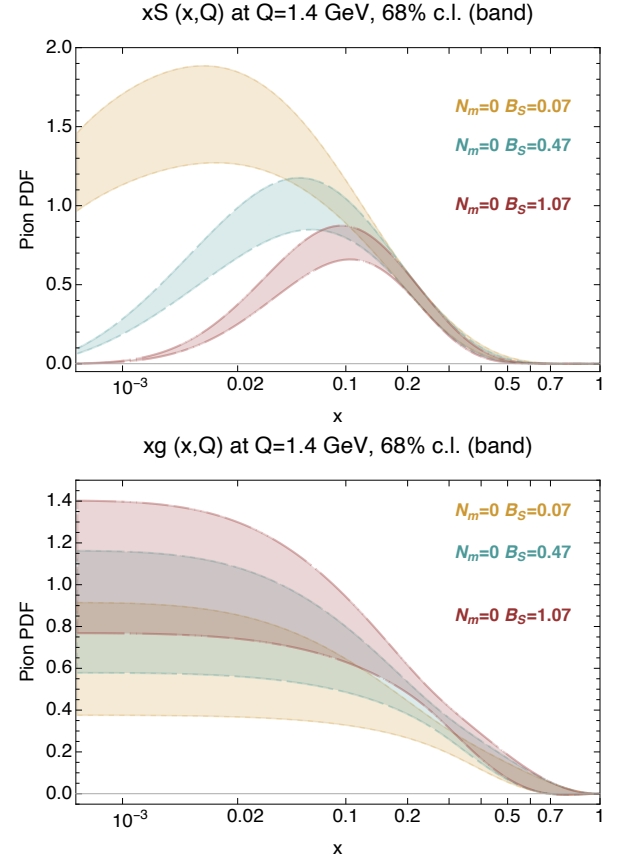 xS (x,Q) at Q=1.4 GeV, 68% c.l. (band)
2.0
1.5
1.0
0.5
0.0
Pion PDF
N_m=0 B_S=0.07
N_m=0 B_S=0.47
N_m=0 B_S=1.07
10⁻³ 0.02 0.1 0.2 0.5 0.7 1
x
xg (x,Q) at Q=1.4 GeV, 68% c.l. (band)
1.4
1.2
1.0
0.8
0.6
0.4
0.2
0.0
Pion PDF
N_m=0 B_S=0.07
N_m=0 B_S=0.47
N_m=0 B_S=1.07
10⁻³ 0.02 0.1 0.2 0.5 0.7 1
x